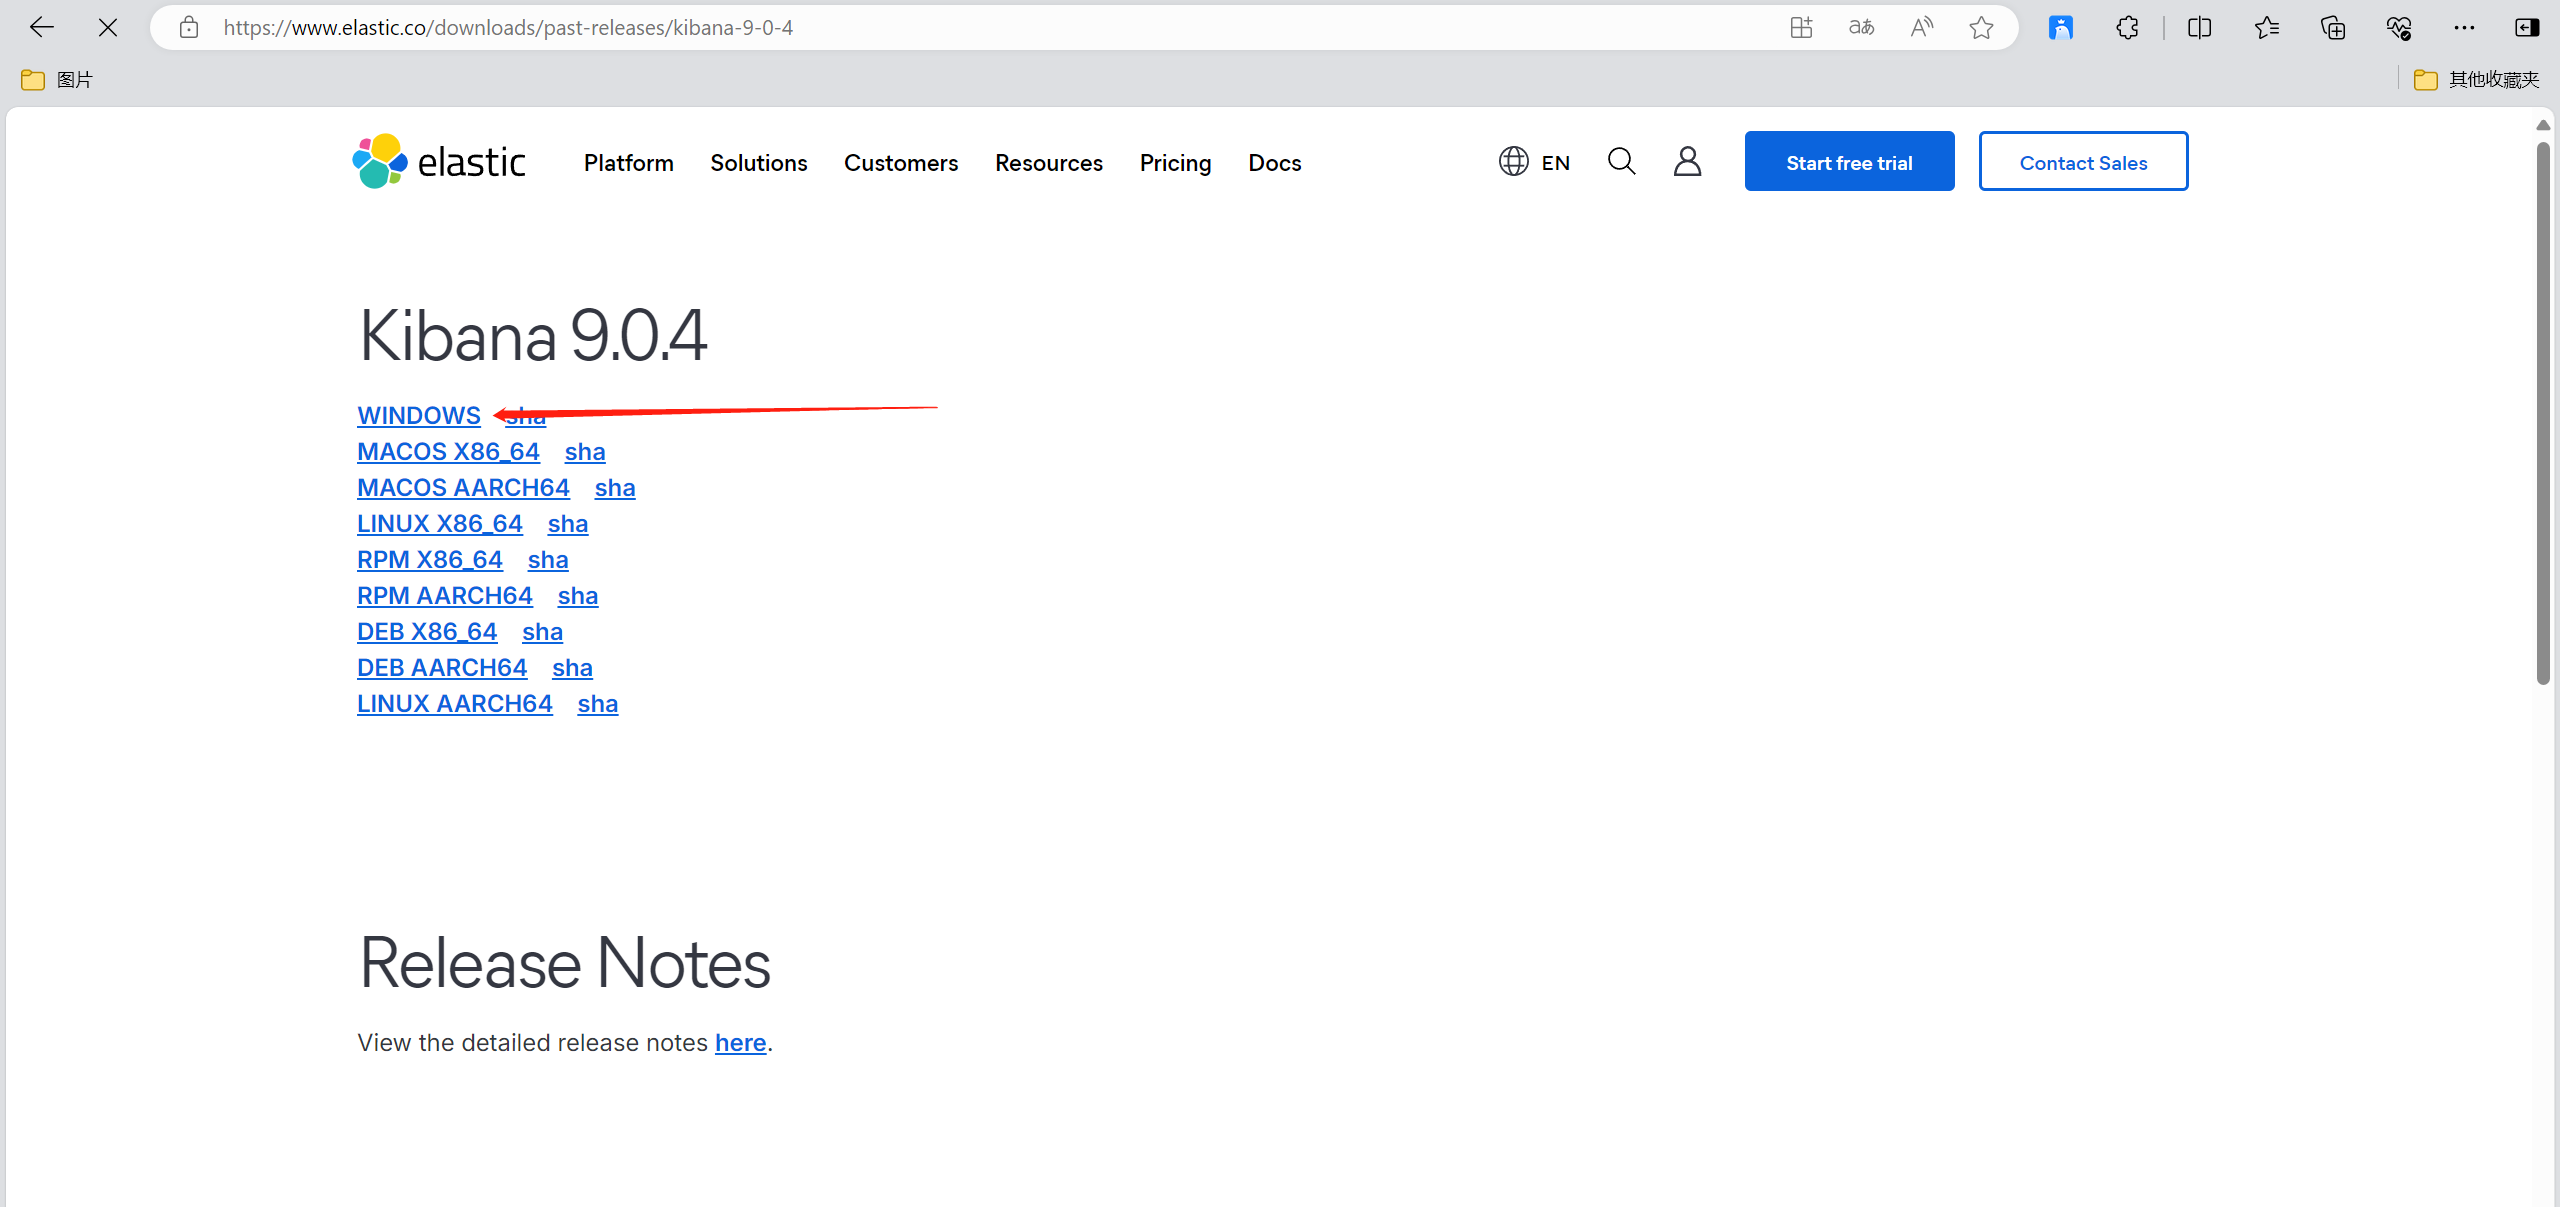 https://www.elastic.co/downloads/past-releases/kibana-9-0-4
图片
其他收藏夹
elastic Platform Solutions Customers Resources Pricing Docs EN Start free trial Contact Sales
Kibana 9.0.4
WINDOWS sha
MACOS X86_64 sha
MACOS AARCH64 sha
LINUX X86_64 sha
RPM X86_64 sha
RPM AARCH64 sha
DEB X86_64 sha
DEB AARCH64 sha
LINUX AARCH64 sha
Release Notes
View the detailed release notes here.